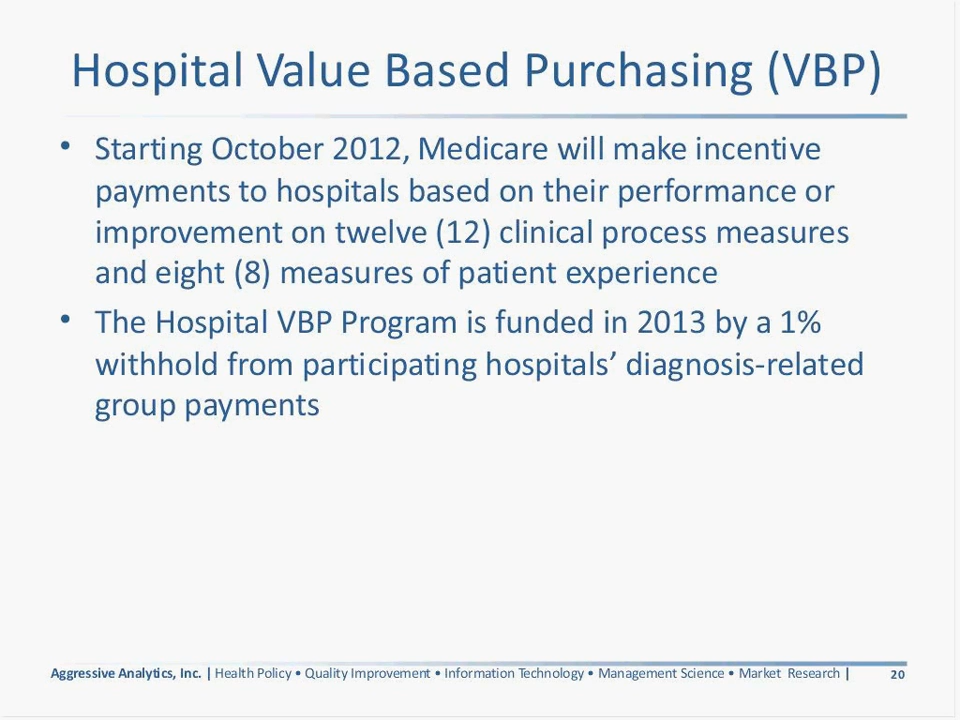 Hospital Value Based Purchasing (VBP)
• Starting October 2012, Medicare will make incentive
payments to hospitals based on their performance or
improvement on twelve (12) clinical process measures
and eight (8) measures of patient experience
• The Hospital VBP Program is funded in 2013 by a 1%
withhold from participating hospitals’ diagnosis-related
group payments
Aggressive Analytics, Inc. | Health Policy • Quality Improvement • Information Technology • Management Science • Market Research | 20